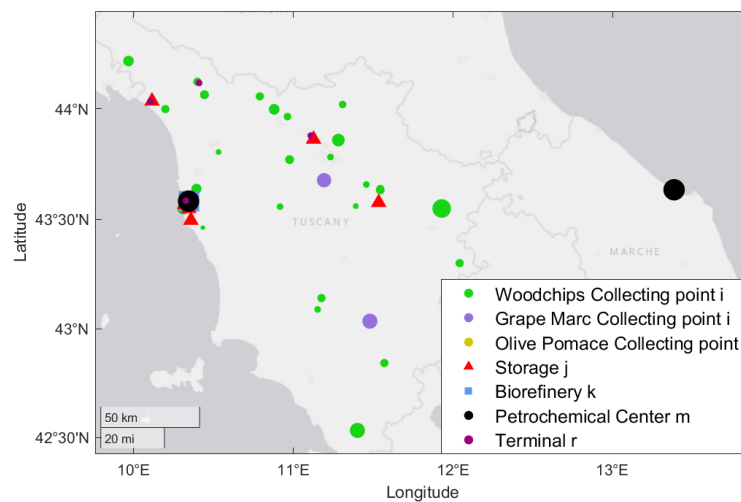 44°N
43°30'N
43°N
42°30'N
Latitude
TUSCANY
MARCHE
Woodchips Collecting point i
Grape Marc Collecting point i
Olive Pomace Collecting point
Storage j
Biorefinery k
Petrochemical Center m
Terminal r
50 km
20 mi
10°E
11°E
12°E
13°E
Longitude